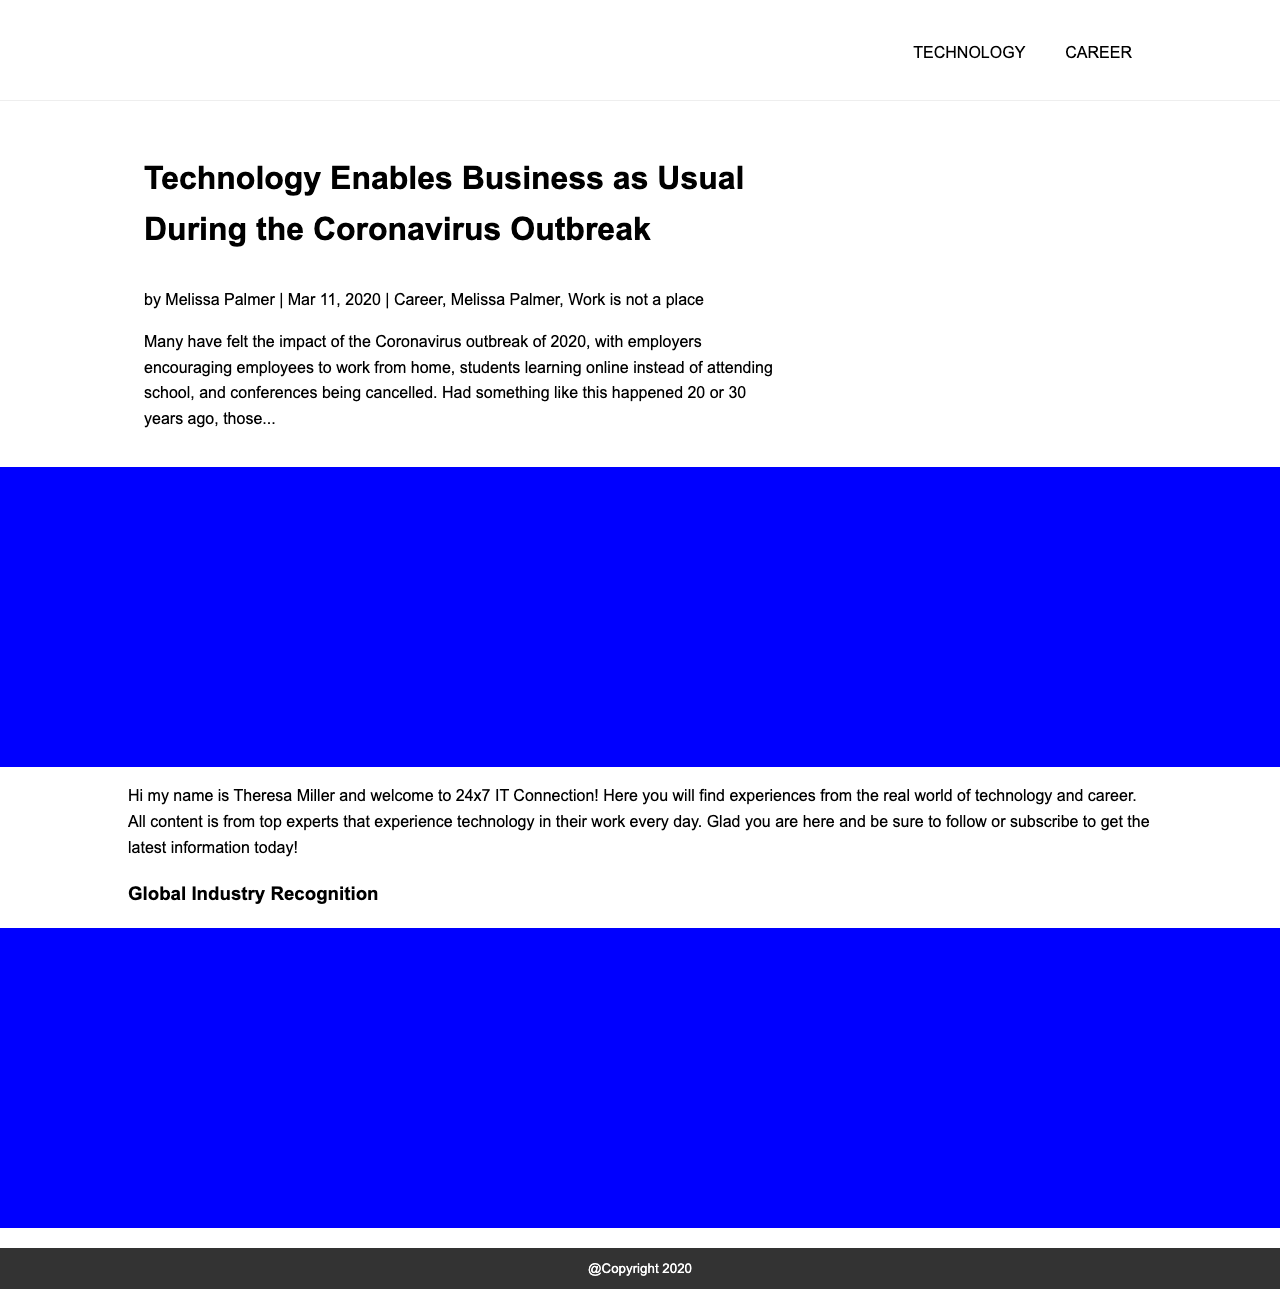 TECHNOLOGY CAREER
Technology Enables Business as Usual
During the Coronavirus Outbreak
by Melissa Palmer | Mar 11, 2020 | Career, Melissa Palmer, Work is not a place
Many have felt the impact of the Coronavirus outbreak of 2020, with employers
encouraging employees to work from home, students learning online instead of attending
school, and conferences being cancelled. Had something like this happened 20 or 30
years ago, those...
Hi my name is Theresa Miller and welcome to 24x7 IT Connection! Here you will find experiences from the real world of technology and career.
All content is from top experts that experience technology in their work every day. Glad you are here and be sure to follow or subscribe to get the
latest information today!
Global Industry Recognition
@Copyright 2020